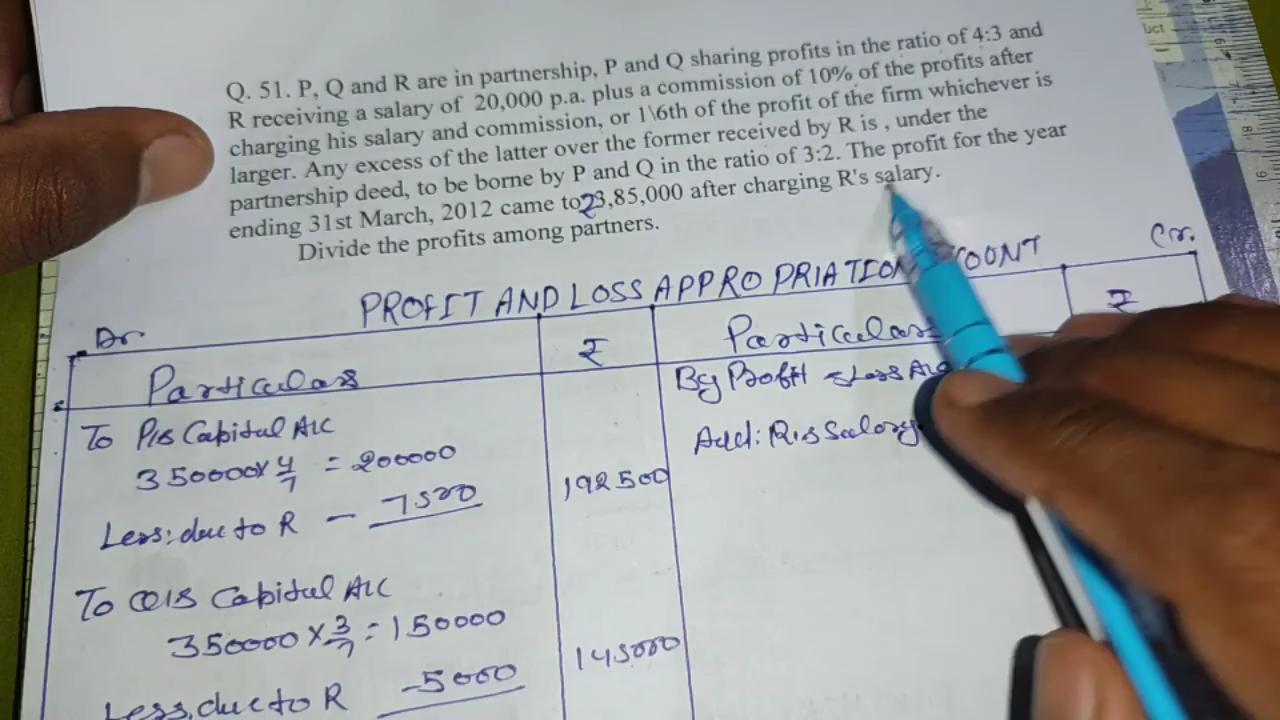 Q. 51. P, Q and R are in partnership, P and Q sharing profits in the ratio of 4:3 and
R receiving a salary of 20,000 p.a. plus a commission of 10% of the profits after
charging his salary and commission, or 1\6th of the profit of the firm whichever is
larger. Any excess of the latter over the former received by R is , under the
partnership deed, to be borne by P and Q in the ratio of 3:2. The profit for the year
ending 31st March, 2012 came to 23,85,000 after charging R's salary.
Divide the profits among partners.
PROFIT AND LOSS APPROPRIATION OUNT
Dr Cr.
Particulars ₹ Particulars ₹
To P's Capital A/C By Profit & Loss A/C
350000 × 4/7 = 200000 Add: R's Salary
Less: due to R - 7500 192500
To Q's Capital A/C
350000 × 3/7 = 150000
Less: due to R -5000 145000